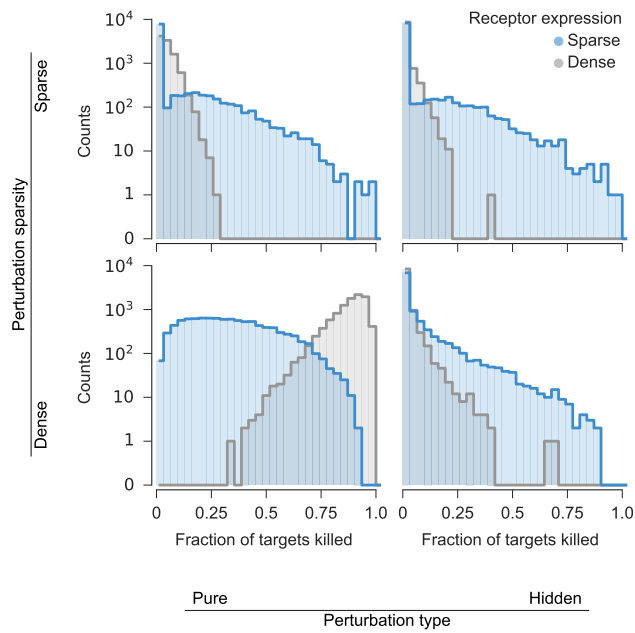 Receptor expression
Sparse
Dense
Perturbation sparsity
Sparse
Dense
Counts
10⁴
10³
10²
10
1
0
10⁴
10³
10²
10
1
0
Counts
0 0.25 0.5 0.75 1.0
0 0.25 0.5 0.75 1.0
Fraction of targets killed
Fraction of targets killed
Pure
Hidden
Perturbation type